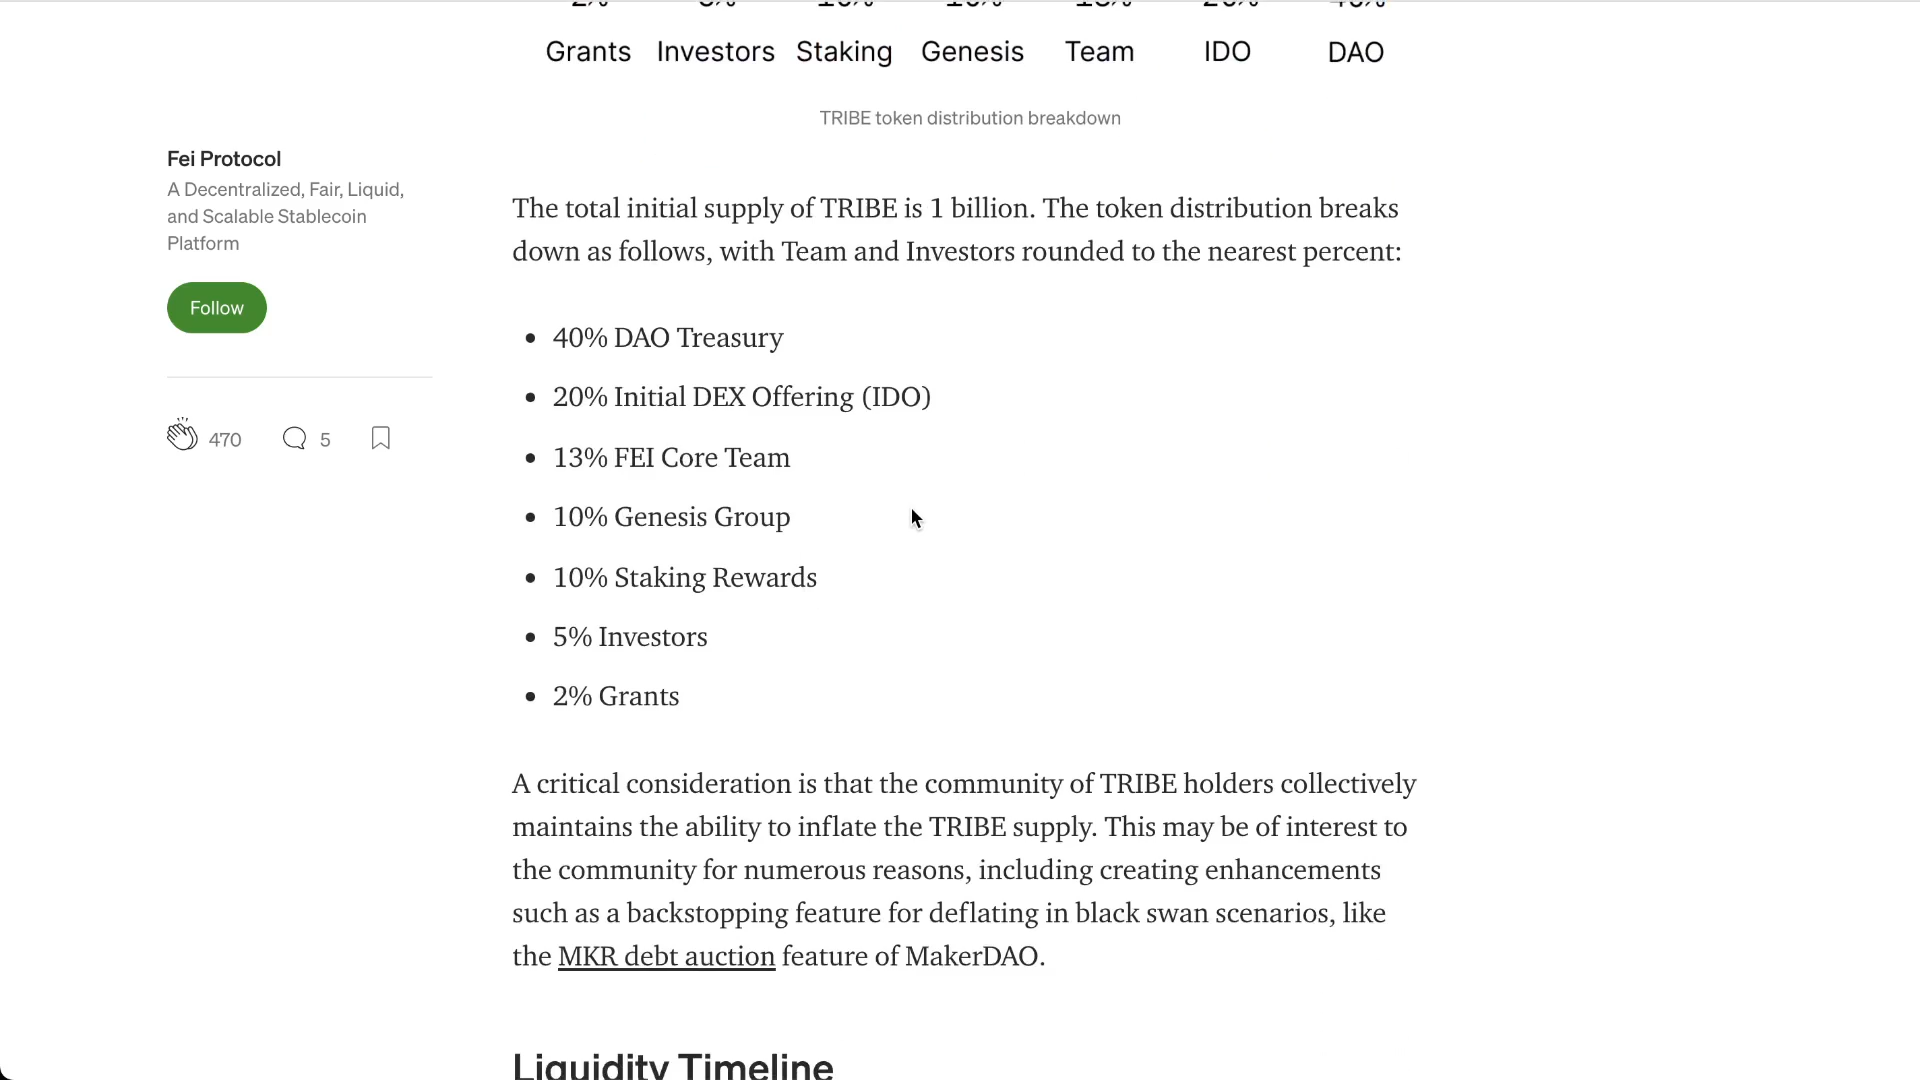 Grants Investors Staking Genesis Team IDO DAO
TRIBE token distribution breakdown
Fei Protocol
A Decentralized, Fair, Liquid,
and Scalable Stablecoin
Platform
Follow
470 5
The total initial supply of TRIBE is 1 billion. The token distribution breaks
down as follows, with Team and Investors rounded to the nearest percent:
• 40% DAO Treasury
• 20% Initial DEX Offering (IDO)
• 13% FEI Core Team
• 10% Genesis Group
• 10% Staking Rewards
• 5% Investors
• 2% Grants
A critical consideration is that the community of TRIBE holders collectively
maintains the ability to inflate the TRIBE supply. This may be of interest to
the community for numerous reasons, including creating enhancements
such as a backstopping feature for deflating in black swan scenarios, like
the MKR debt auction feature of MakerDAO.
Liquidity Timeline